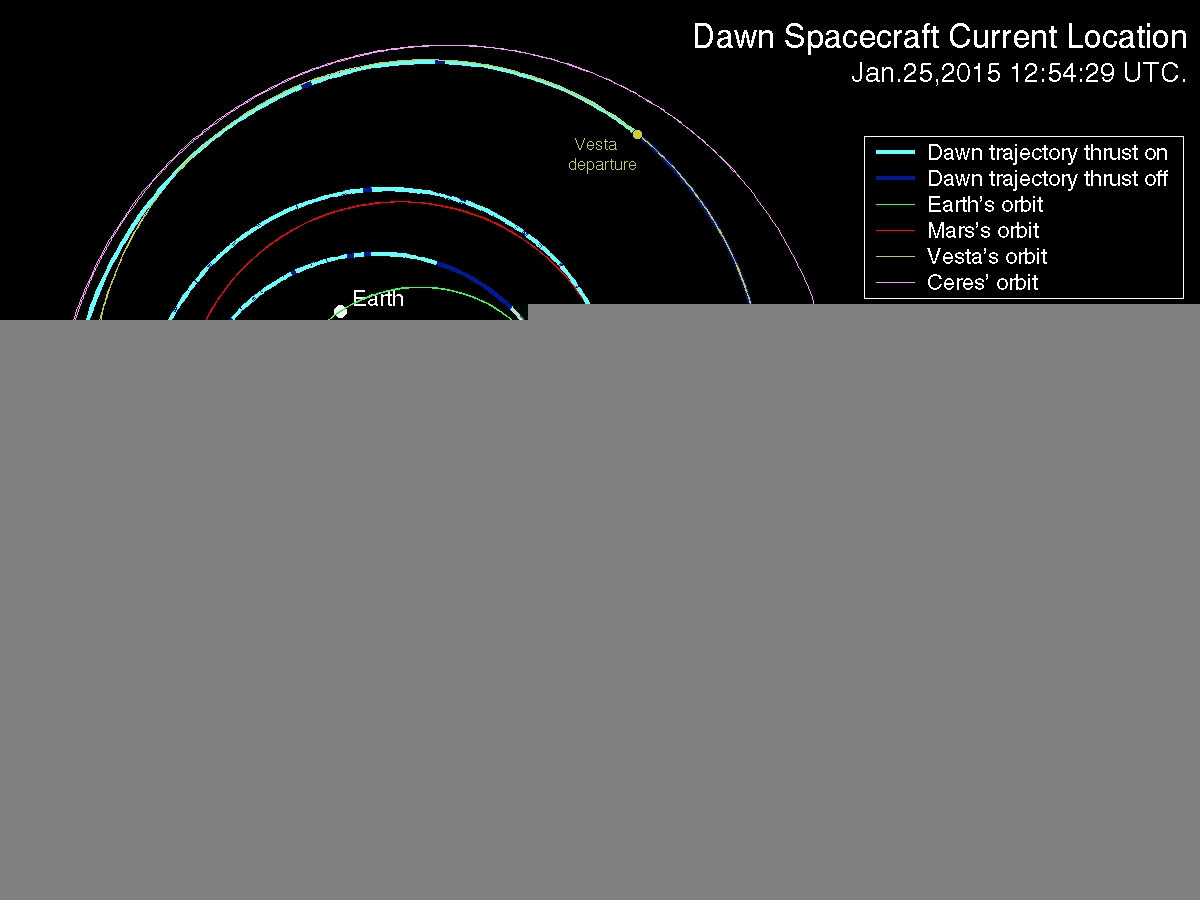 Dawn Spacecraft Current Location
Jan.25,2015 12:54:29 UTC.
Vesta
departure
Dawn trajectory thrust on
Dawn trajectory thrust off
Earth's orbit
Mars's orbit
Vesta's orbit
Ceres' orbit
Earth